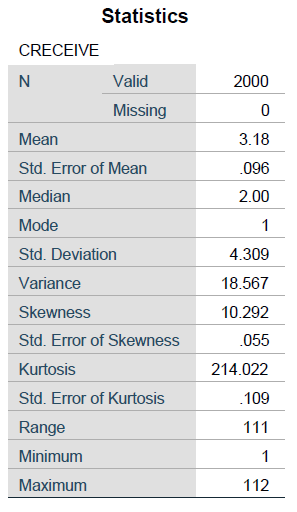 Statistics
CRECEIVE
N Valid 2000
Missing 0
Mean 3.18
Std. Error of Mean .096
Median 2.00
Mode 1
Std. Deviation 4.309
Variance 18.567
Skewness 10.292
Std. Error of Skewness .055
Kurtosis 214.022
Std. Error of Kurtosis .109
Range 111
Minimum 1
Maximum 112